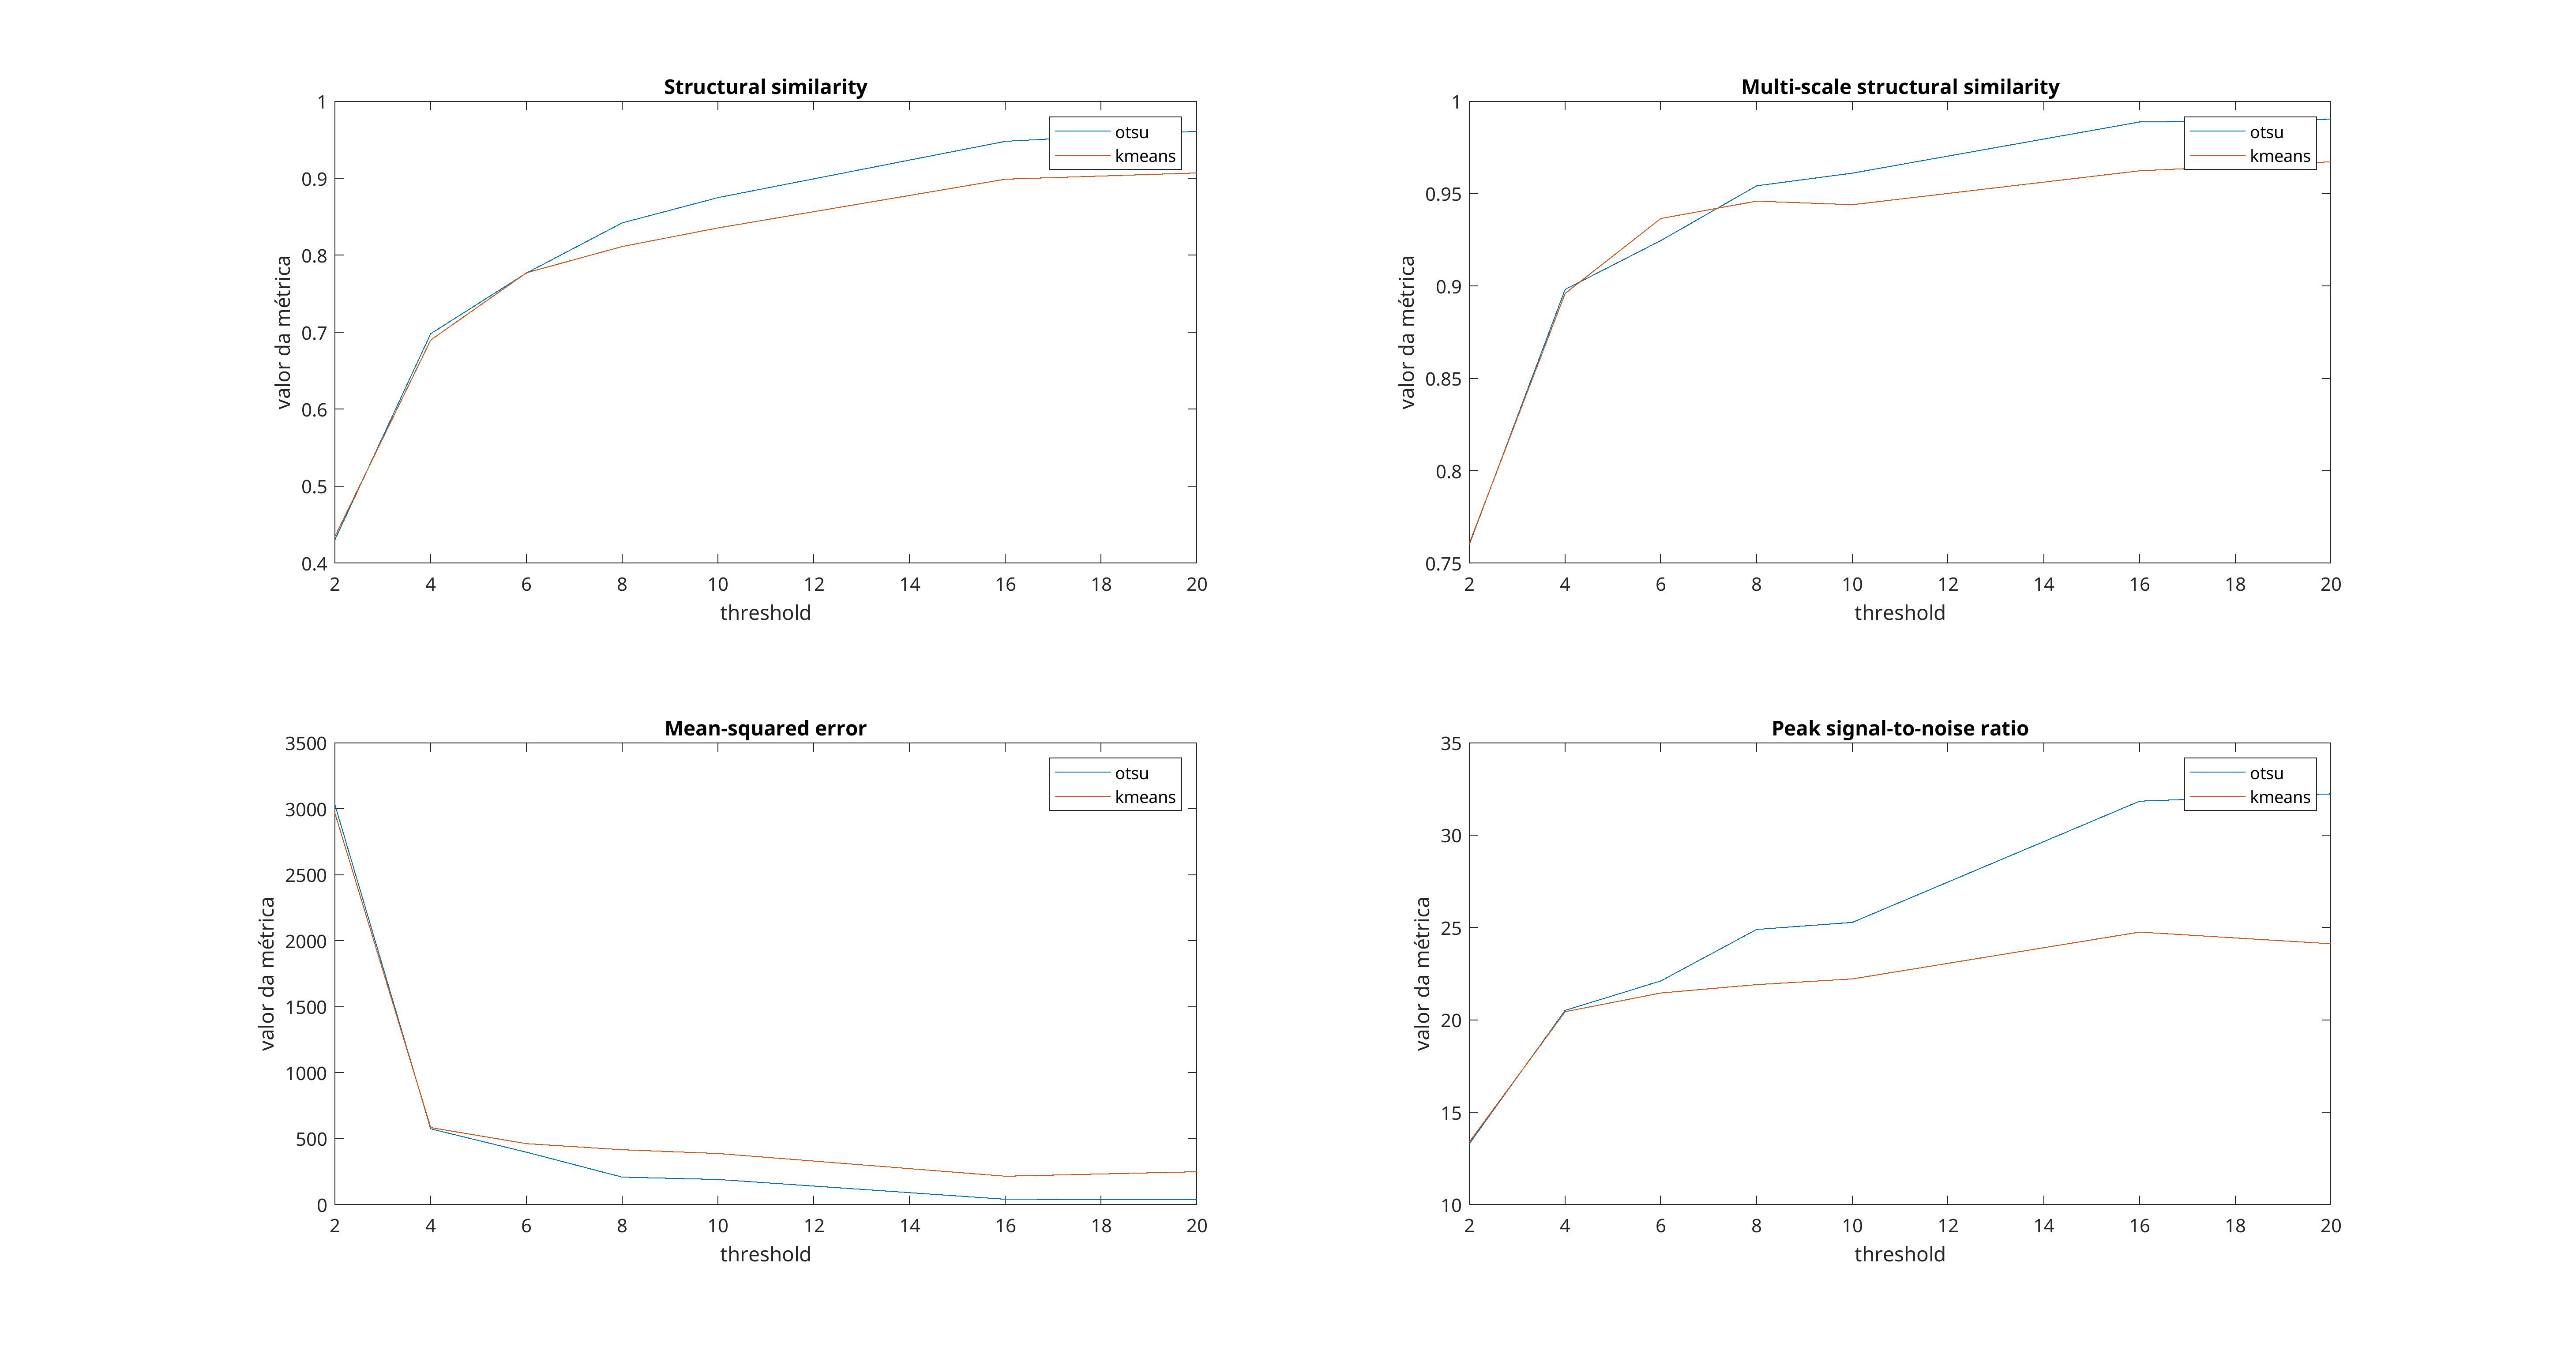 Structural similarity
1
0.9
0.8
0.7
0.6
0.5
0.4
valor da métrica
otsu
kmeans
2 4 6 8 10 12 14 16 18 20
threshold
Multi-scale structural similarity
1
0.95
0.9
0.85
0.8
0.75
valor da métrica
otsu
kmeans
2 4 6 8 10 12 14 16 18 20
threshold
Mean-squared error
3500
3000
2500
2000
1500
1000
500
0
valor da métrica
otsu
kmeans
2 4 6 8 10 12 14 16 18 20
threshold
Peak signal-to-noise ratio
35
30
25
20
15
10
valor da métrica
otsu
kmeans
2 4 6 8 10 12 14 16 18 20
threshold